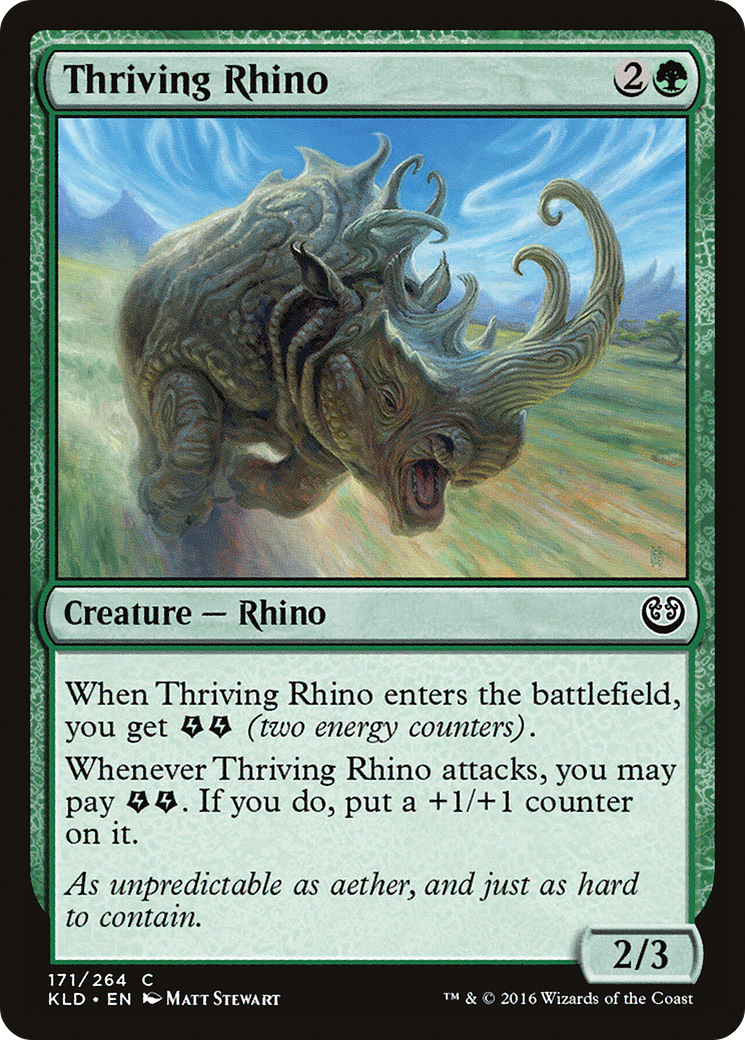 Thriving Rhino 2
Creature — Rhino
When Thriving Rhino enters the battlefield,
you get (two energy counters).
Whenever Thriving Rhino attacks, you may
pay . If you do, put a +1/+1 counter
on it.
As unpredictable as aether, and just as hard
to contain.
2/3
171/264 C
KLD • EN Matt Stewart
™ & © 2016 Wizards of the Coast